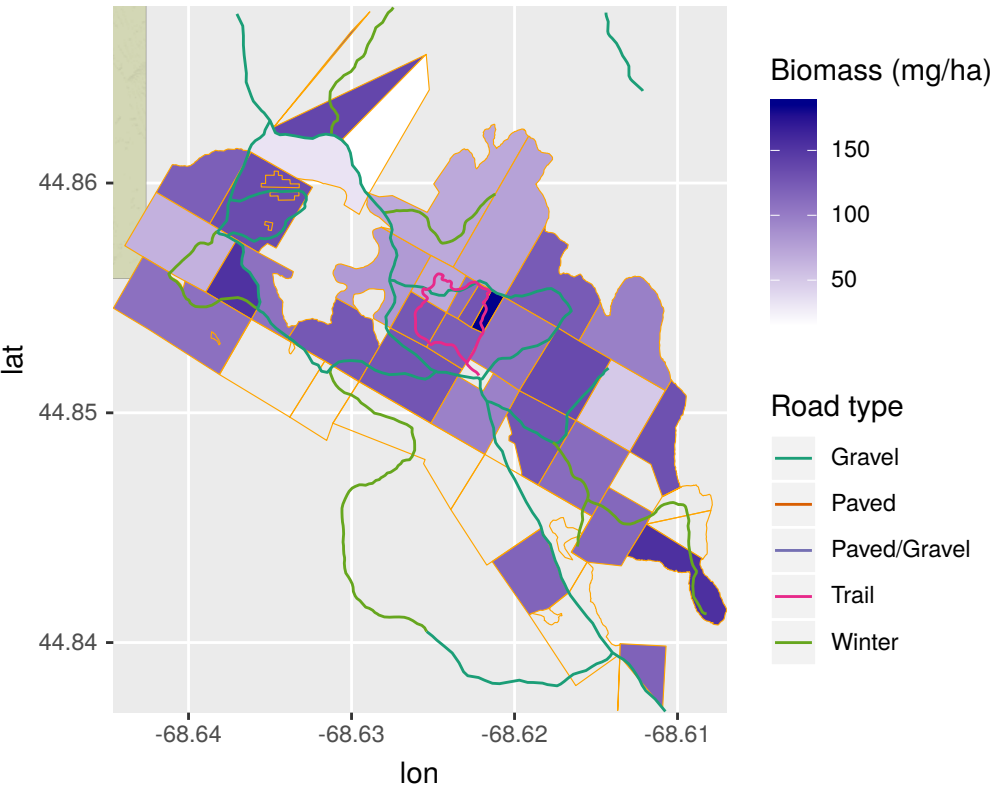 44.86
44.85
44.84
lat
-68.64
-68.63
-68.62
-68.61
lon
Biomass (mg/ha)
150
100
50
Road type
Gravel
Paved
Paved/Gravel
Trail
Winter